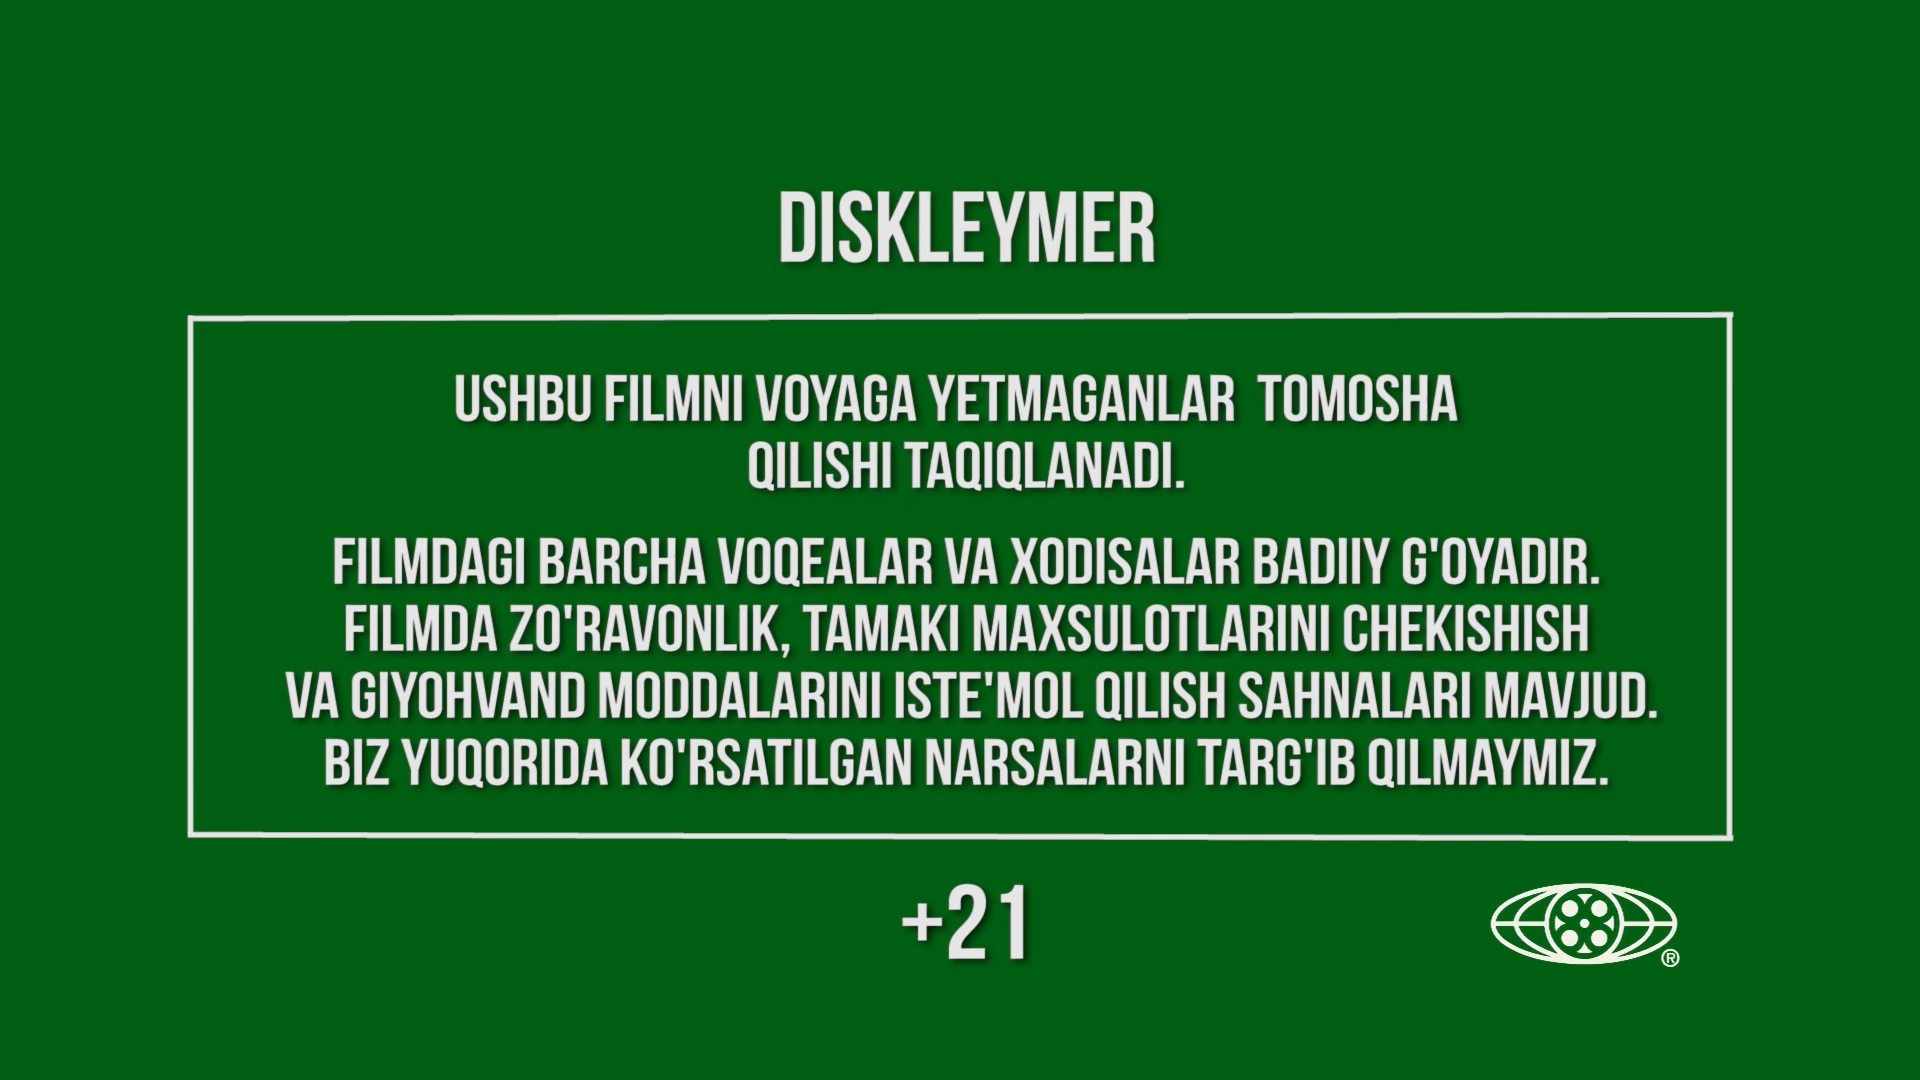 DISKLEYMER
USHBU FILMNI VOYAGA YETMAGANLAR TOMOSHA
QILISHI TAQIQLANADI.
FILMDAGI BARCHA VOQEALAR VA XODISALAR BADIIY G'OYADIR.
FILMDA ZO'RAVONLIK, TAMAKI MAXSULOTLARINI CHEKISHISH
VA GIYOHVAND MODDALARINI ISTE'MOL QILISH SAHNALARI MAVJUD.
BIZ YUQORIDA KO'RSATILGAN NARSALARNI TARG'IB QILMAYMIZ.
+21
®